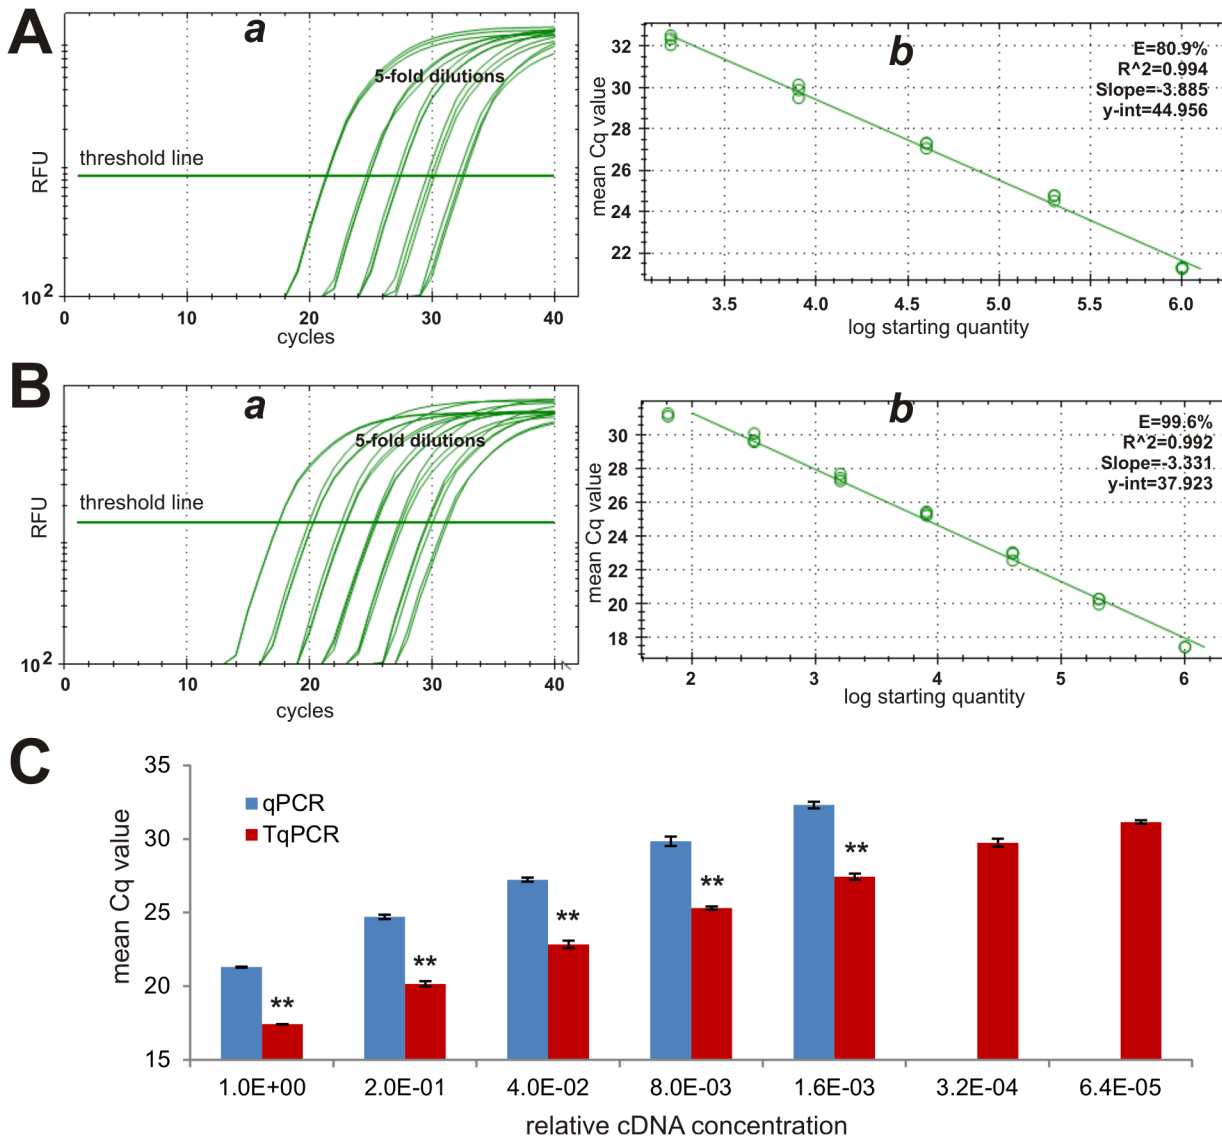 A
a
5-fold dilutions
threshold line
RFU
10²
0 10 20 30 40
cycles
b
E=80.9%
R^2=0.994
Slope=-3.885
y-int=44.956
mean Cq value
32
30
28
26
24
22
3.5 4.0 4.5 5.0 5.5 6.0
log starting quantity
B
a
5-fold dilutions
threshold line
RFU
10²
0 10 20 30 40
cycles
b
E=99.6%
R^2=0.992
Slope=-3.331
y-int=37.923
mean Cq value
30
28
26
24
22
20
18
2 3 4 5 6
log starting quantity
C
mean Cq value
35
30
25
20
15
qPCR
TqPCR
** ** ** ** **
1.0E+00 2.0E-01 4.0E-02 8.0E-03 1.6E-03 3.2E-04 6.4E-05
relative cDNA concentration